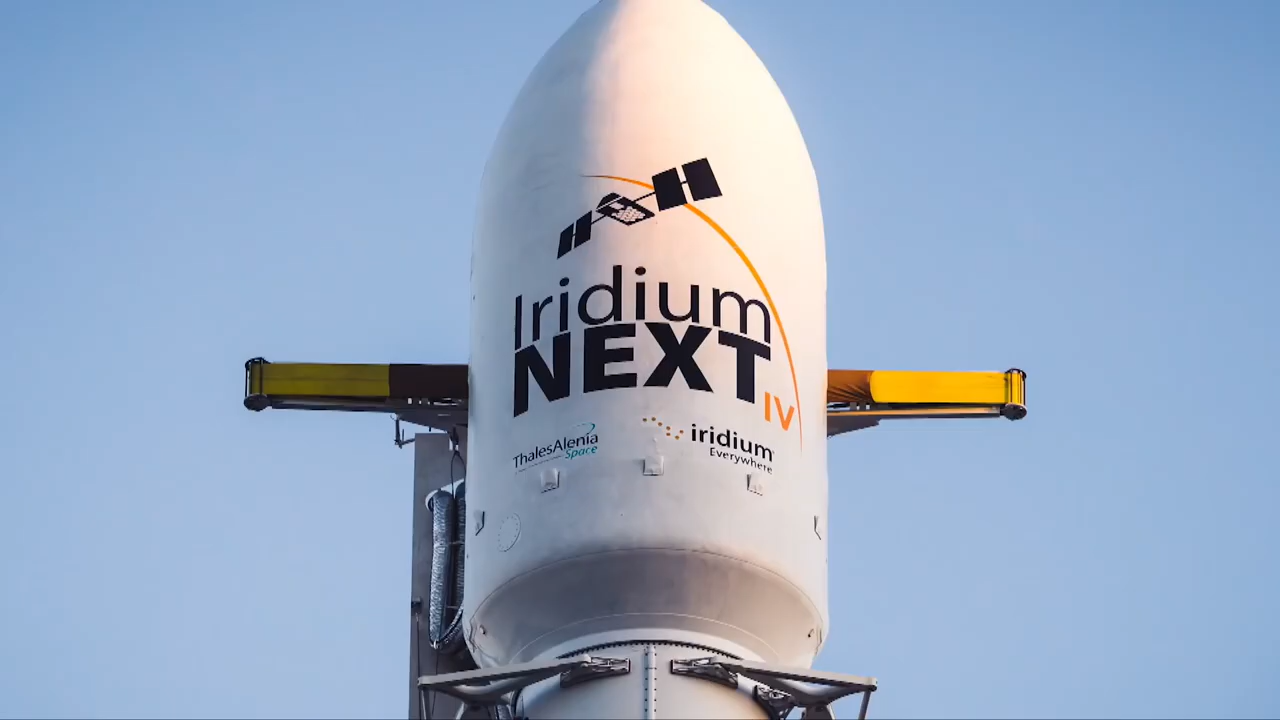 Iridium
NEXT
IV
ThalesAlenia
Space
iridium
Everywhere